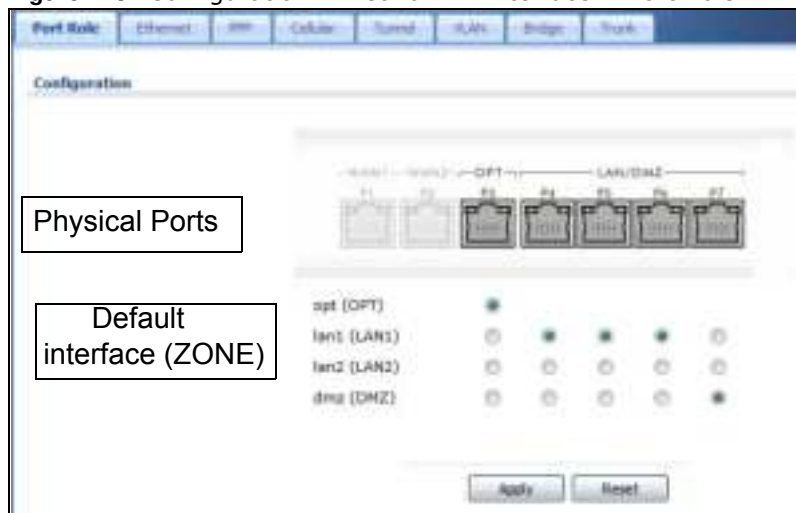 Port Role Ethernet PPP Cellular Tunnel VLAN Bridge Trunk
Configuration
OPT LAN/DMZ
P1 P2 P3 P4 P5 P6 P7
Physical Ports
opt (OPT)
Default
interface (ZONE)
lan1 (LAN1)
lan2 (LAN2)
dmz (DMZ)
Apply Reset